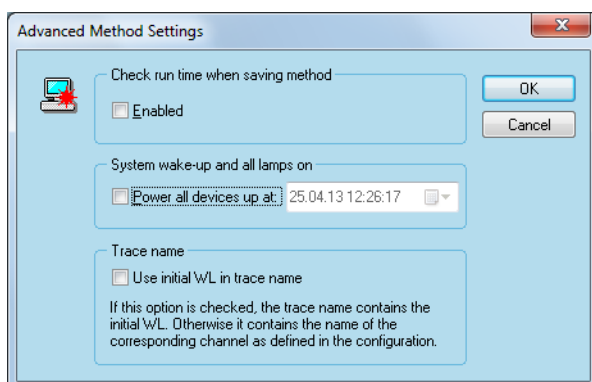 Advanced Method Settings
Check run time when saving method
Enabled
OK
Cancel
System wake-up and all lamps on
Power all devices up at: 25.04.13 12:26:17
Trace name
Use initial WL in trace name
If this option is checked, the trace name contains the
initial WL. Otherwise it contains the name of the
corresponding channel as defined in the configuration.